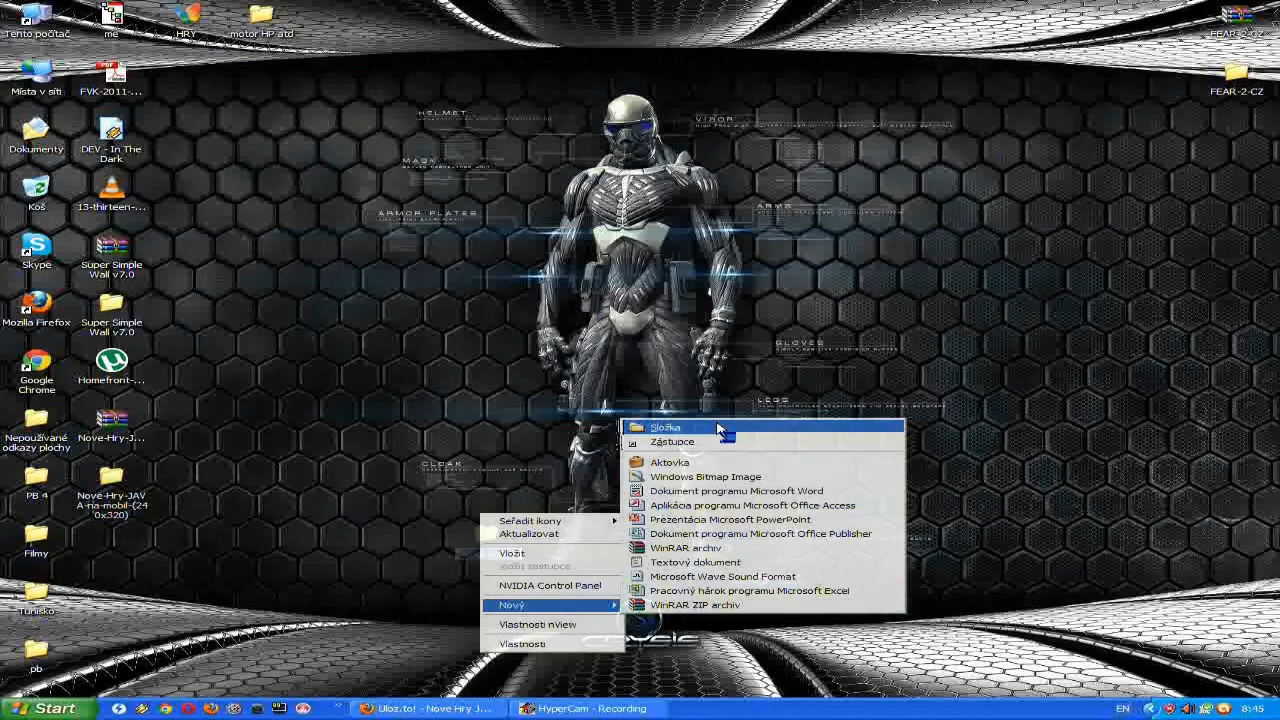 Tento počítač
me
HRY
motor HP atd
FEAR-2-CZ
Místa v síti
FVK-2011-...
FEAR-2-CZ
Dokumenty
DEV - In The
Dark
Koš
13-thirteen-...
Skype
Super Simple
Wall v7.0
Mozilla Firefox
Super Simple
Wall v7.0
Google
Chrome
Homefront-...
Nepoužívané
odkazy plochy
Nove-Hry-J...
PB 4
Nove-Hry-JAV
A-na-mobil-(24
0x320)
Filmy
Tunisko
pb
HELMET
VISOR
MASK
ARMOR PLATES
ARMS
GLOVES
LEGS
CLOAK
Složka
Zástupce
Aktovka
Windows Bitmap Image
Dokument programu Microsoft Word
Aplikácia programu Microsoft Office Access
Prezentácia Microsoft PowerPoint
Dokument programu Microsoft Office Publisher
WinRAR archiv
Textový dokument
Microsoft Wave Sound Format
Pracovný hárok programu Microsoft Excel
WinRAR ZIP archiv
Seřadit ikony
Aktualizovat
Vložit
Vložit zástupce
NVIDIA Control Panel
Nový
Vlastnosti nView
Vlastnosti
CRYSIS
Start
Uloz.to! - Nove Hry J...
HyperCam - Recording
EN
8:45